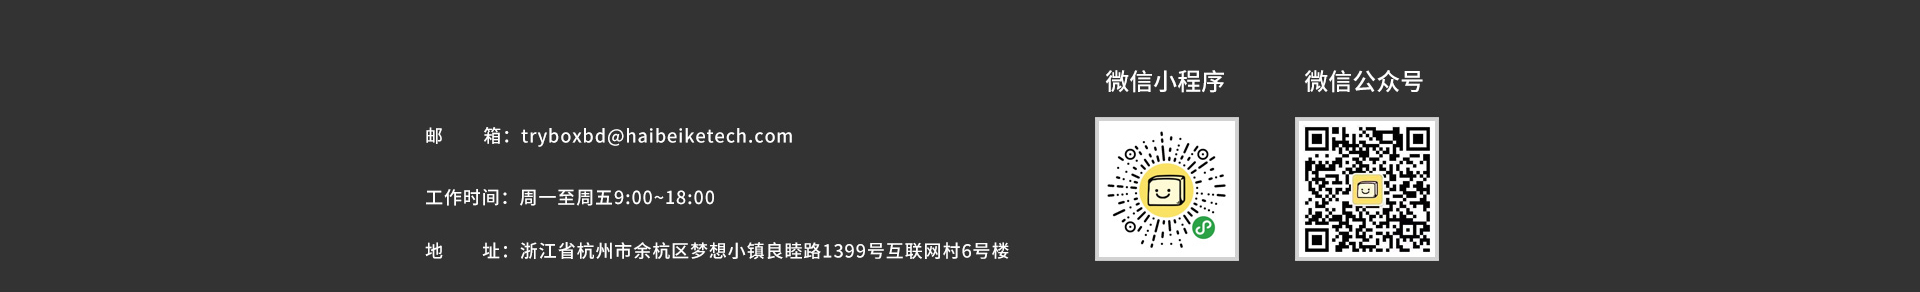 微信小程序
微信公众号
邮 箱：tryboxbd@haibeiketech.com
工作时间：周一至周五9:00~18:00
地 址：浙江省杭州市余杭区梦想小镇良睦路1399号互联网村6号楼